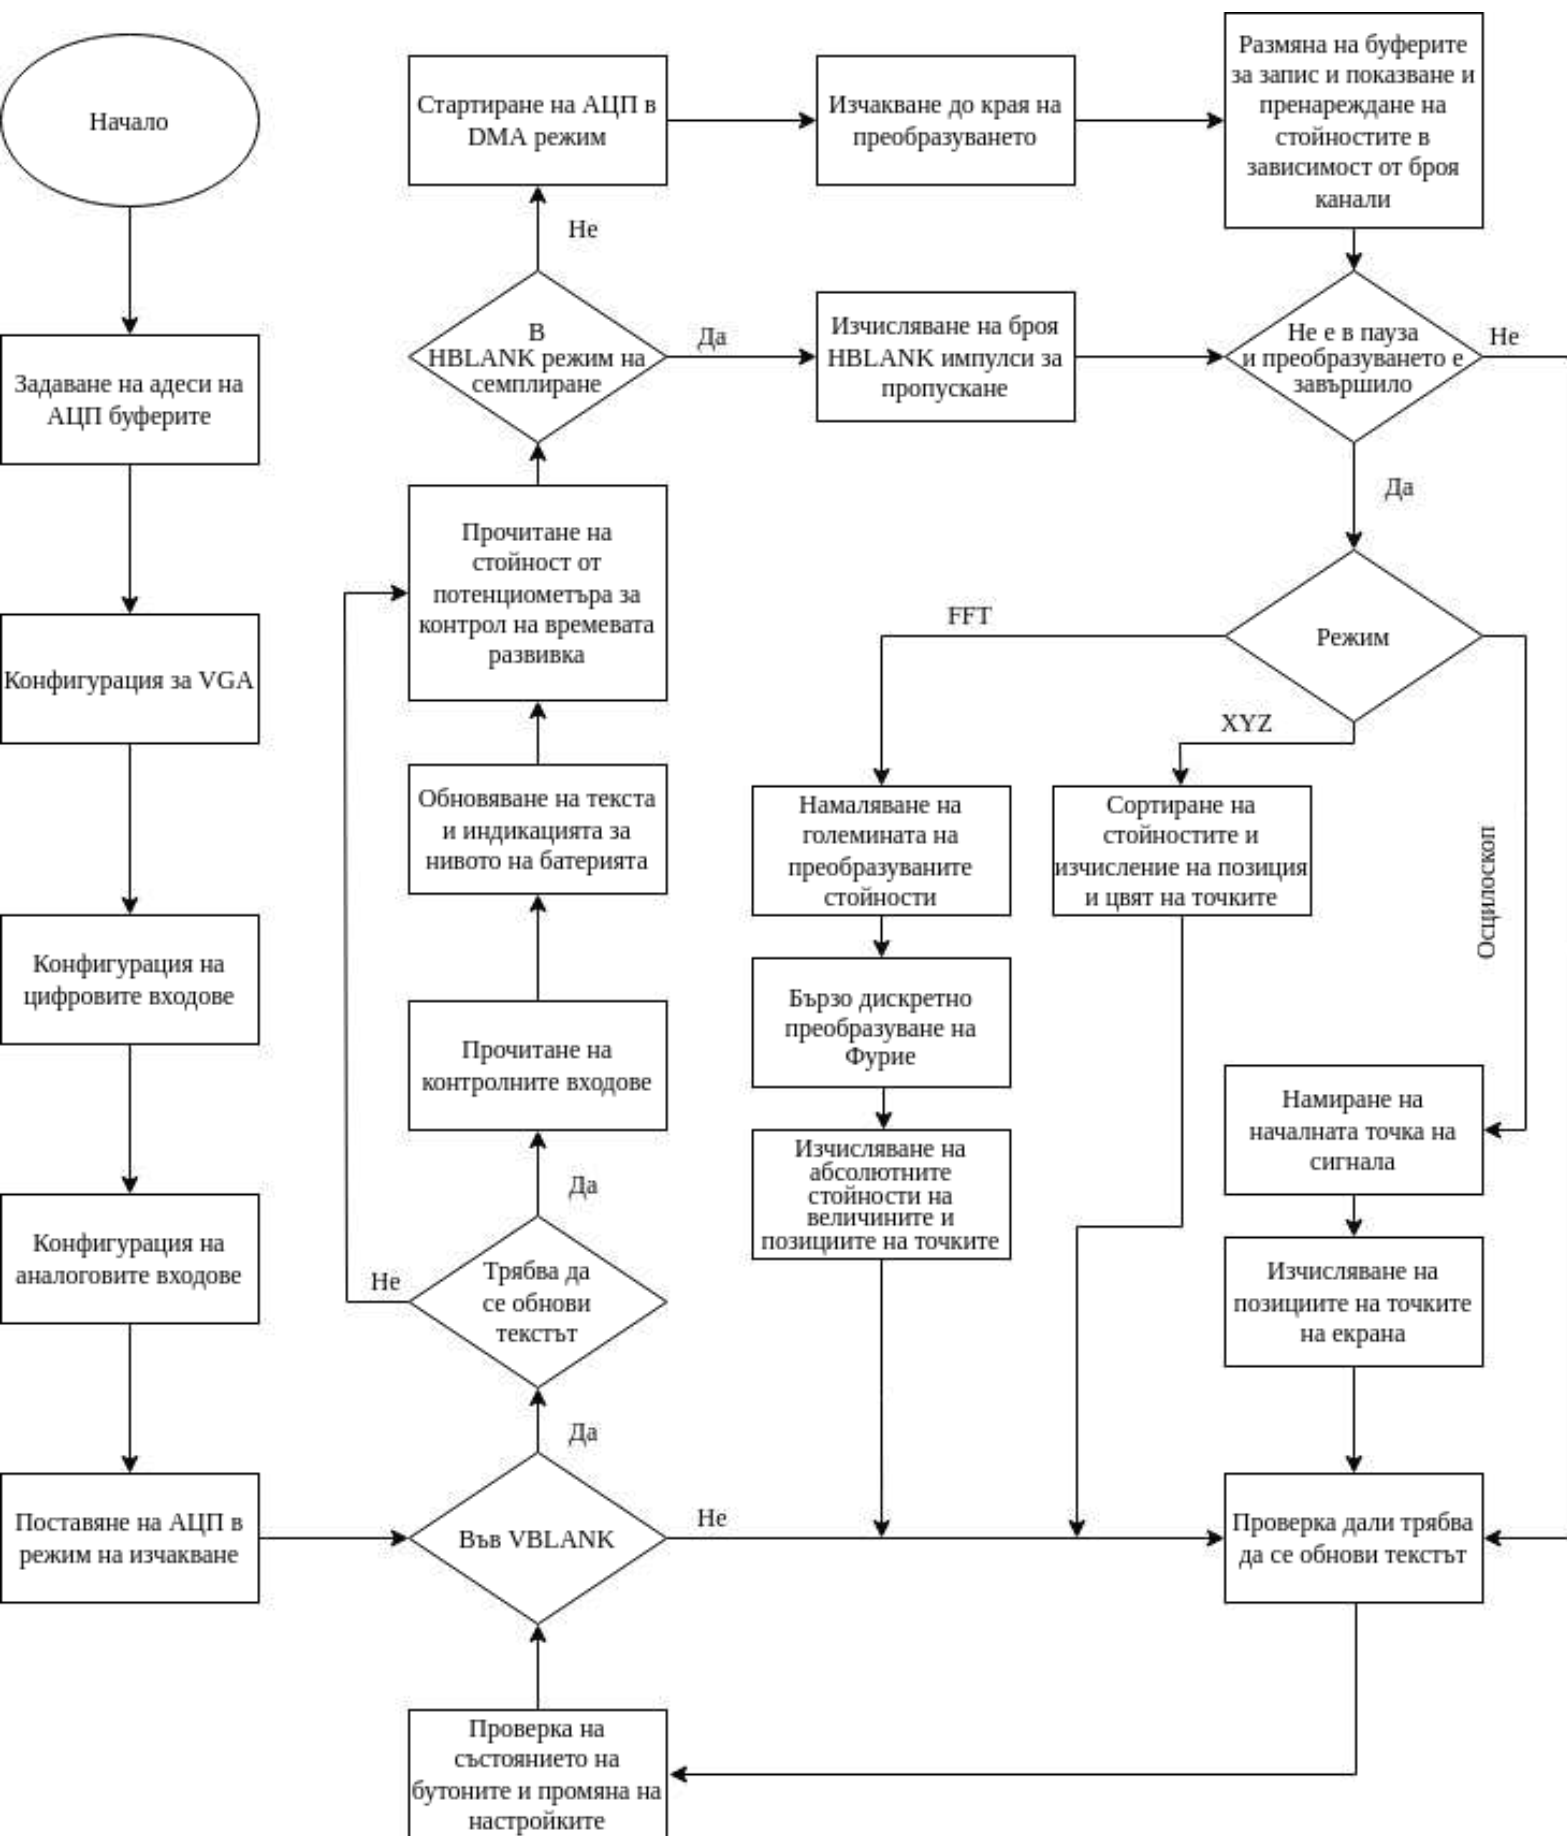 Начало
Задаване на адеси на
АЦП буферите
Конфигурация за VGA
Конфигурация на
цифровите входове
Конфигурация на
аналоговите входове
Поставяне на АЦП в
режим на изчакване
Във VBLANK
Да
Не
Трябва да
се обнови
текстът
Да
Не
Прочитане на
контролните входове
Обновяване на текста
и индикацията за
нивото на батерията
Прочитане на
стойност от
потенциометъра за
контрол на времевата
развивка
В
HBLANK режим на
семплиране
Не
Да
Стартиране на АЦП в
DMA режим
Изчакване до края на
преобразуването
Размяна на буферите
за запис и показване и
пренареждане на
стойностите в
зависимост от броя
канали
Изчисляване на броя
HBLANK импулси за
пропускане
Не е в пауза
и преобразуването е
завършило
Не
Да
Режим
FFT
XYZ
Осцилоскоп
Намаляване на
големината на
преобразуваните
стойности
Бързо дискретно
преобразуване на
Фурие
Изчисляване на
абсолютните
стойности на
величините и
позициите на точките
Сортиране на
стойностите и
изчисление на позиция
и цвят на точките
Намиране на
началната точка на
сигнала
Изчисляване на
позициите на точките
на екрана
Проверка дали трябва
да се обнови текстът
Проверка на
състоянието на
бутоните и промяна на
настройките